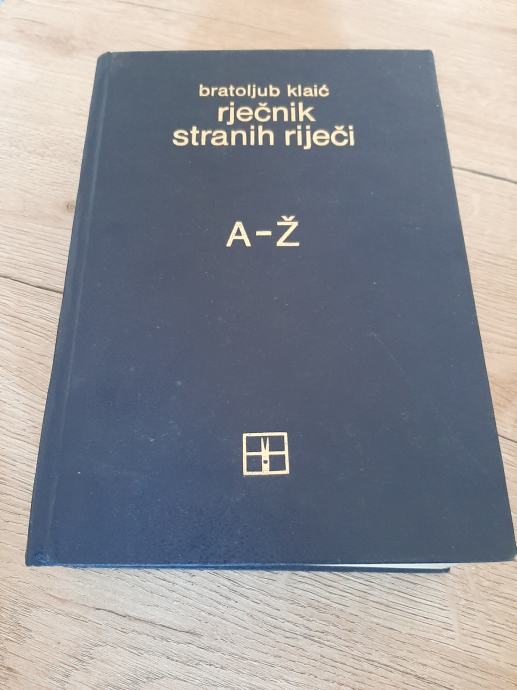 bratoljub klaić
rječnik
stranih riječi
A-Ž